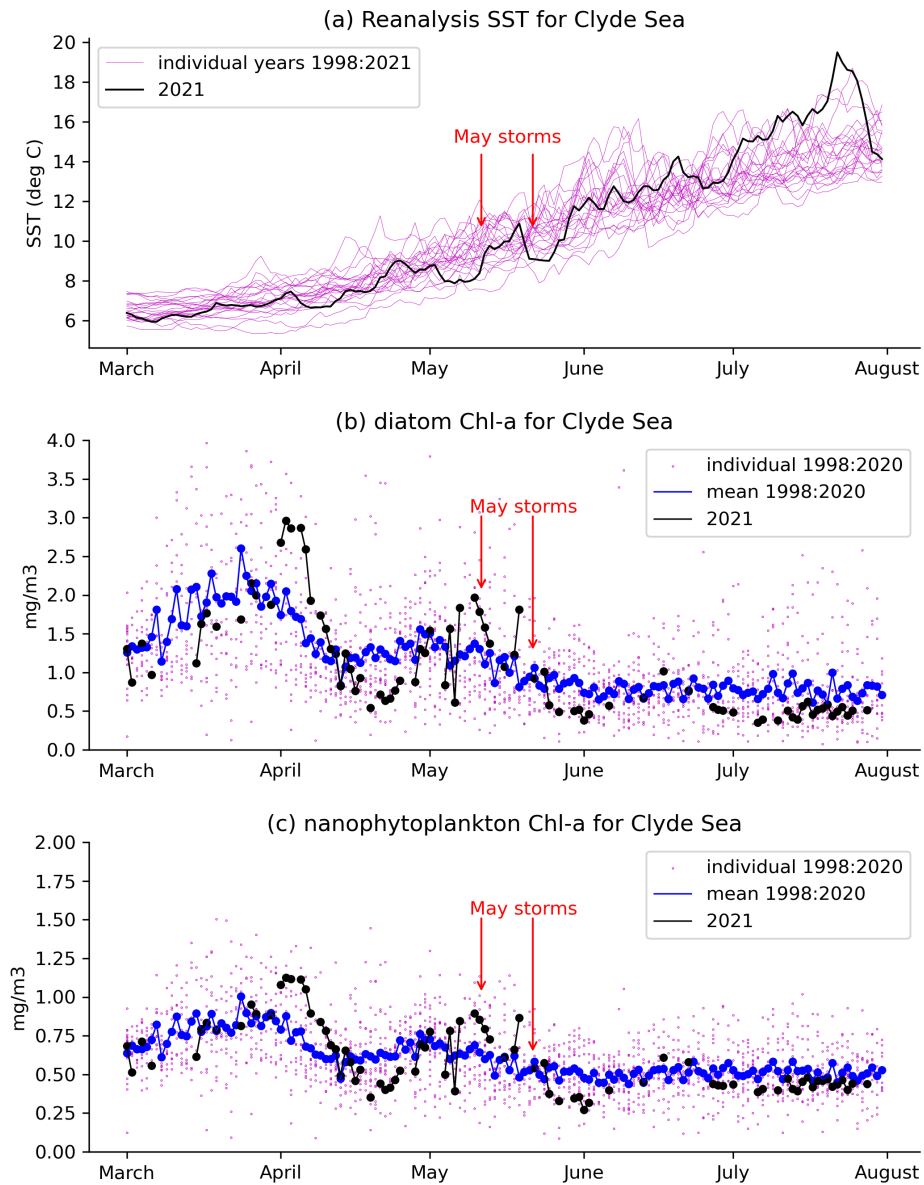 (a) Reanalysis SST for Clyde Sea
20
18
16
14
12
10
8
6
SST (deg C)
individual years 1998:2021
2021
May storms
March April May June July August
(b) diatom Chl-a for Clyde Sea
4.0
3.5
3.0
2.5
2.0
1.5
1.0
0.5
0.0
mg/m3
individual 1998:2020
mean 1998:2020
2021
May storms
March April May June July August
(c) nanophytoplankton Chl-a for Clyde Sea
2.00
1.75
1.50
1.25
1.00
0.75
0.50
0.25
0.00
mg/m3
individual 1998:2020
mean 1998:2020
2021
May storms
March April May June July August